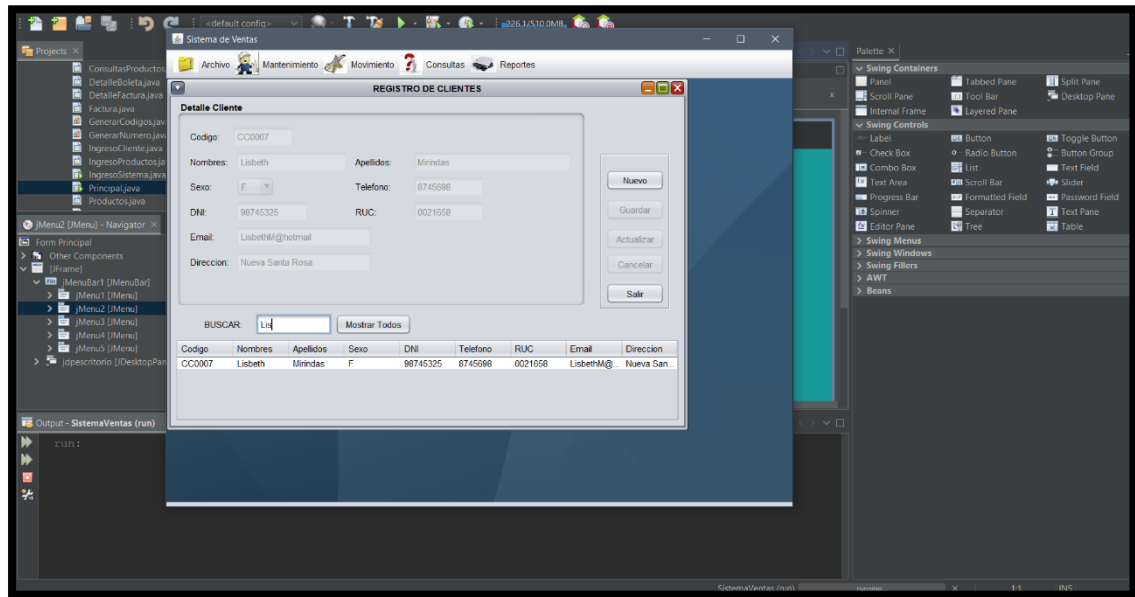 <default config>
226.1/510.0MB
Projects
ConsultasProductos
DetalleBoleta.java
DetalleFactura.java
Factura.java
GenerarCodigos.jav
GenerarNumero.jav
IngresoCliente.java
IngresoProductos.ja
IngresoSistema.java
Principal.java
Productos.java
jMenu2 [JMenu] - Navigator
Form Principal
Other Components
[JFrame]
jMenuBar1 [JMenuBar]
jMenu1 [JMenu]
jMenu2 [JMenu]
jMenu3 [JMenu]
jMenu4 [JMenu]
jMenu5 [JMenu]
jdpescritorio [JDesktopPan
Output - SistemaVentas (run)
run:
Sistema de Ventas
Archivo Mantenimiento Movimiento Consultas Reportes
REGISTRO DE CLIENTES
Detalle Cliente
Codigo: CC0007
Nombres: Lisbeth Apellidos: Mirindas
Sexo: F Telefono: 8745698
DNI: 98745325 RUC: 0021658
Email: LisbethM@hotmail
Direccion: Nueva Santa Rosa
Nuevo
Guardar
Actualizar
Cancelar
Salir
BUSCAR: Lis Mostrar Todos
Codigo Nombres Apellidos Sexo DNI Telefono RUC Email Direccion
CC0007 Lisbeth Mirindas F 98745325 8745698 0021658 LisbethM@... Nueva San...
Palette
Swing Containers
Panel Tabbed Pane Split Pane
Scroll Pane Tool Bar Desktop Pane
Internal Frame Layered Pane
Swing Controls
Label Button Toggle Button
Check Box Radio Button Button Group
Combo Box List Text Field
Text Area Scroll Bar Slider
Progress Bar Formatted Field Password Field
Spinner Separator Text Pane
Editor Pane Tree Table
Swing Menus
Swing Windows
Swing Fillers
AWT
Beans
SistemaVentas (run) running... 1:1 INS